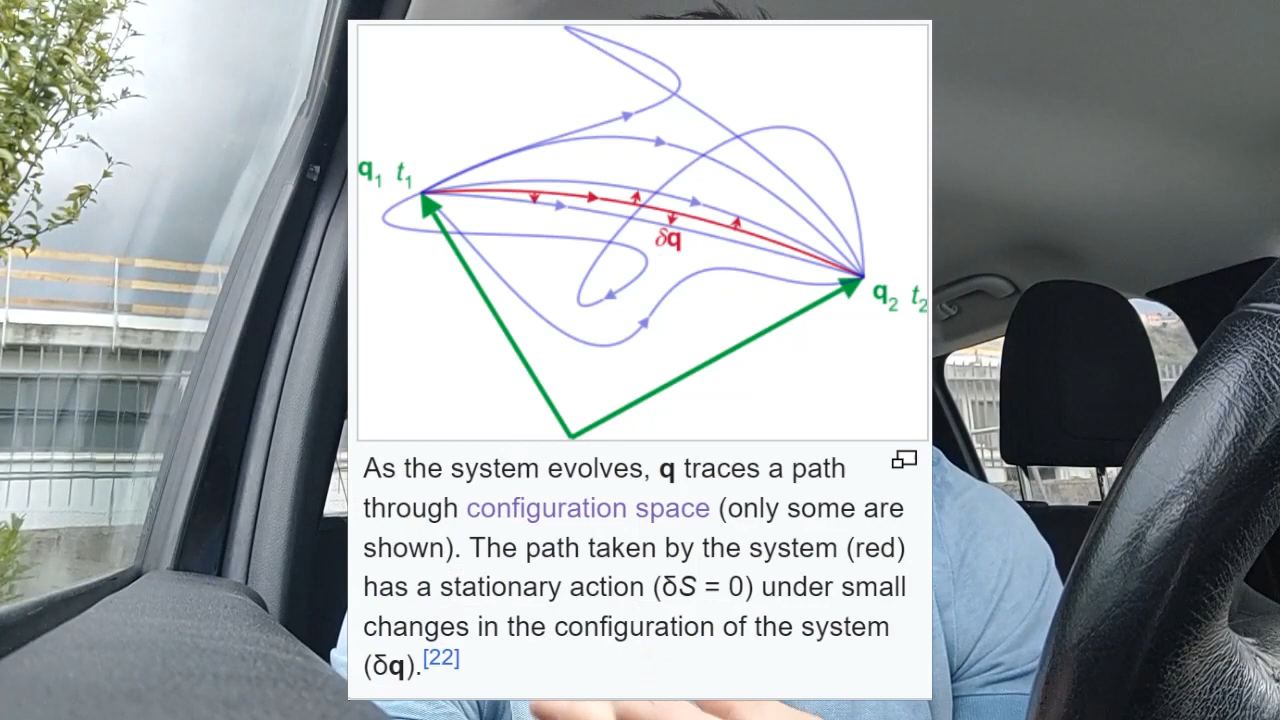 q1 t1
δq
q2 t2
As the system evolves, q traces a path
through configuration space (only some are
shown). The path taken by the system (red)
has a stationary action (δS = 0) under small
changes in the configuration of the system
(δq).[22]